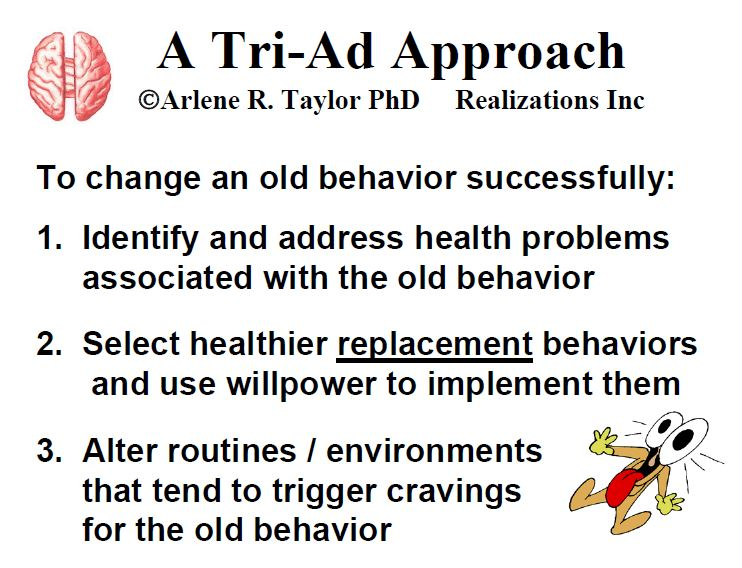 A Tri-Ad Approach
©Arlene R. Taylor PhD Realizations Inc
To change an old behavior successfully:
1. Identify and address health problems
associated with the old behavior
2. Select healthier replacement behaviors
and use willpower to implement them
3. Alter routines / environments
that tend to trigger cravings
for the old behavior